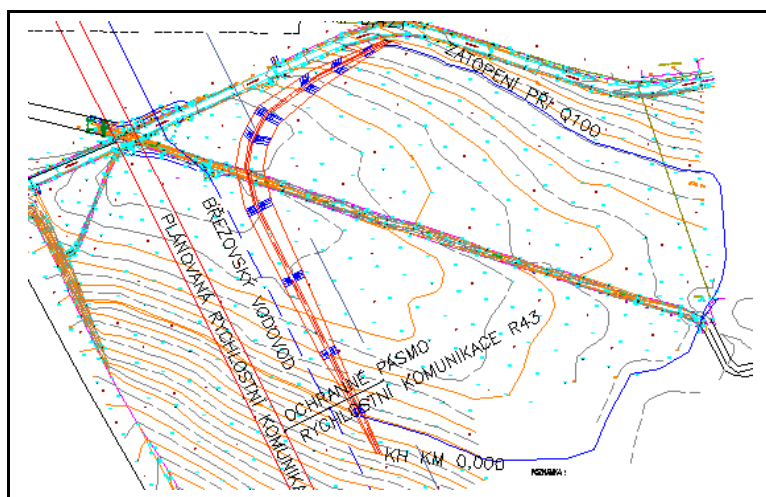 ZÁTOPENÍ PŘI Q100
BŘEZOVSKÝ VODOVOD
PLÁNOVANÁ RYCHLOSTNÍ KOMUNIKA
OCHRANNÉ PÁSMO
RYCHLOSTNÍ KOMUNIKACE R43
KH KM 0,000
POZNÁMKA: